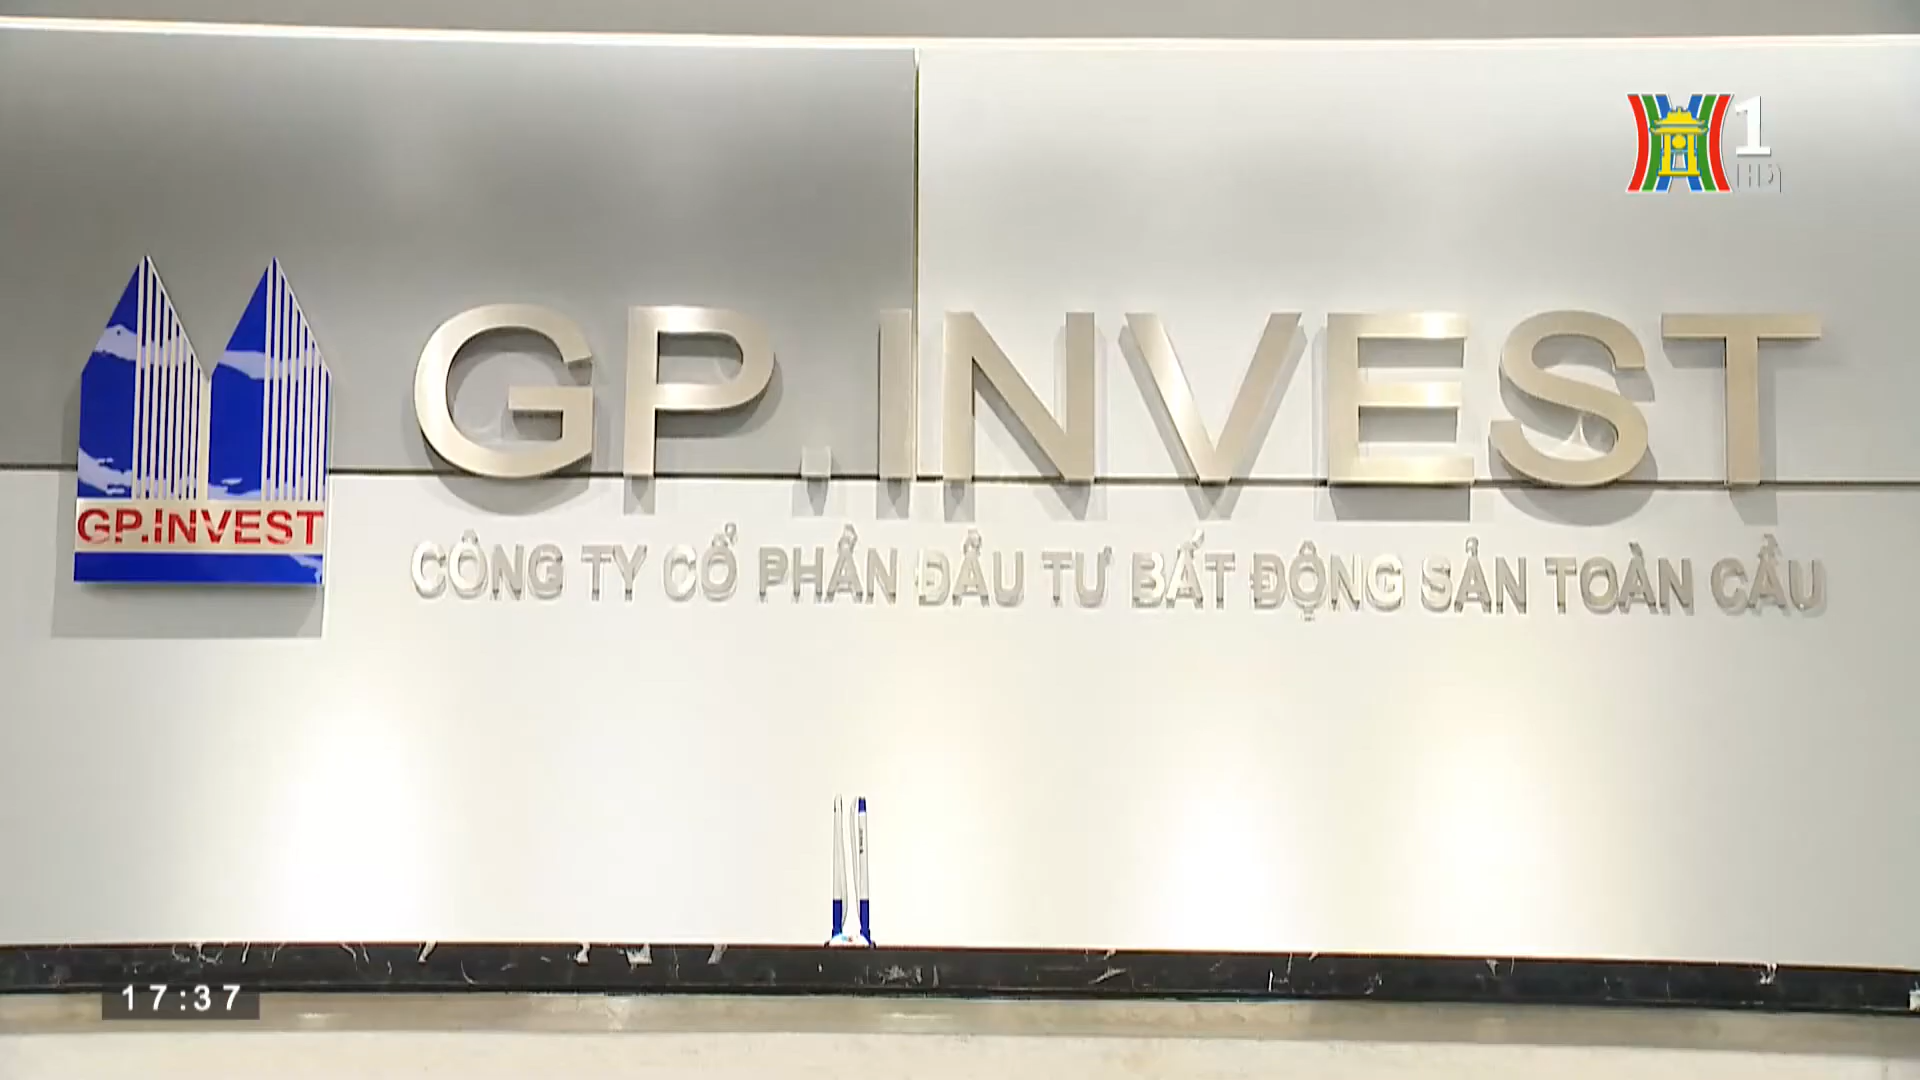 1
HD
GP.INVEST
GP.INVEST
CÔNG TY CỔ PHẦN ĐẦU TƯ BẤT ĐỘNG SẢN TOÀN CẦU
17:37